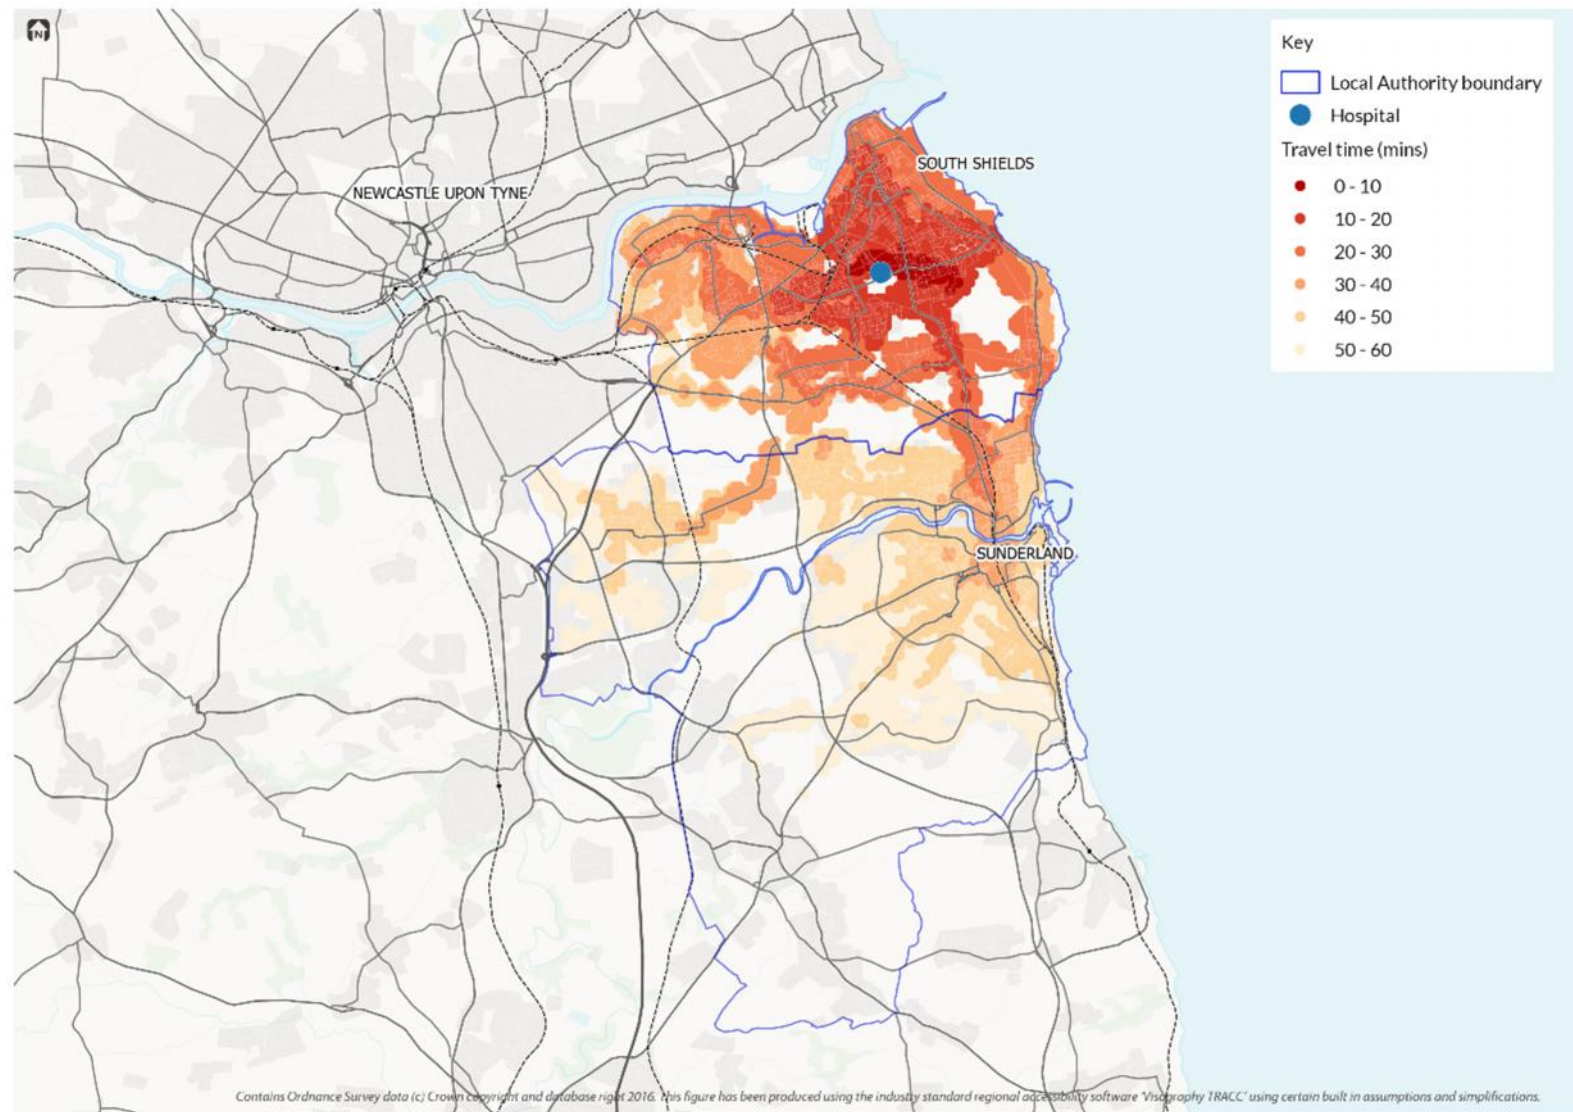 N
NEWCASTLE UPON TYNE
SOUTH SHIELDS
SUNDERLAND
Key
Local Authority boundary
Hospital
Travel time (mins)
0 - 10
10 - 20
20 - 30
30 - 40
40 - 50
50 - 60
Contains Ordnance Survey data (c) Crown copyright and database right 2016. This figure has been produced using the industry standard regional accessibility software 'Visography TRACC' using certain built in assumptions and simplifications.